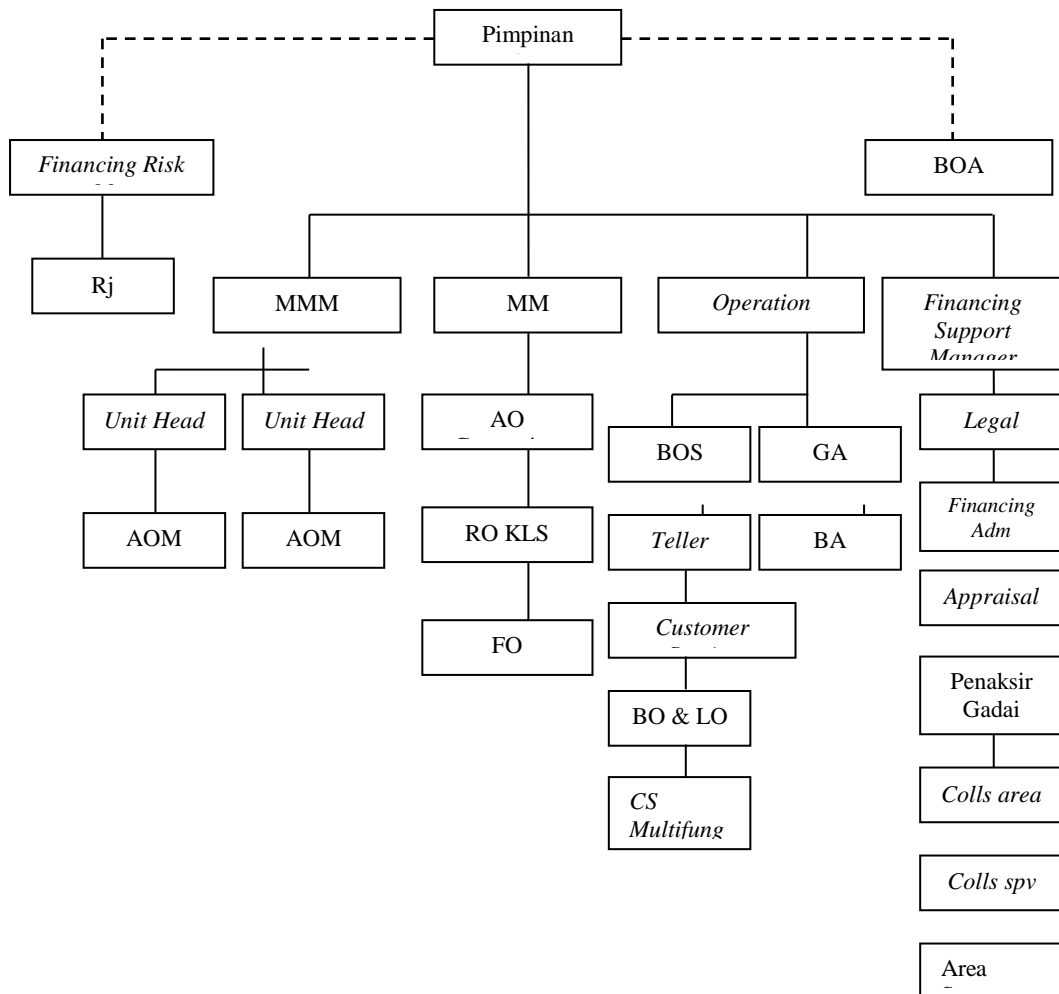 Pimpinan
Financing Risk
BOA
Rj
MMM
MM
Operation
Financing
Support
Manager
Unit Head
Unit Head
AO
Legal
BOS
GA
AOM
AOM
RO KLS
Teller
BA
Financing
Adm
Appraisal
Customer
FO
BO & LO
Penaksir
Gadai
CS
Multifung
Colls area
Colls spv
Area